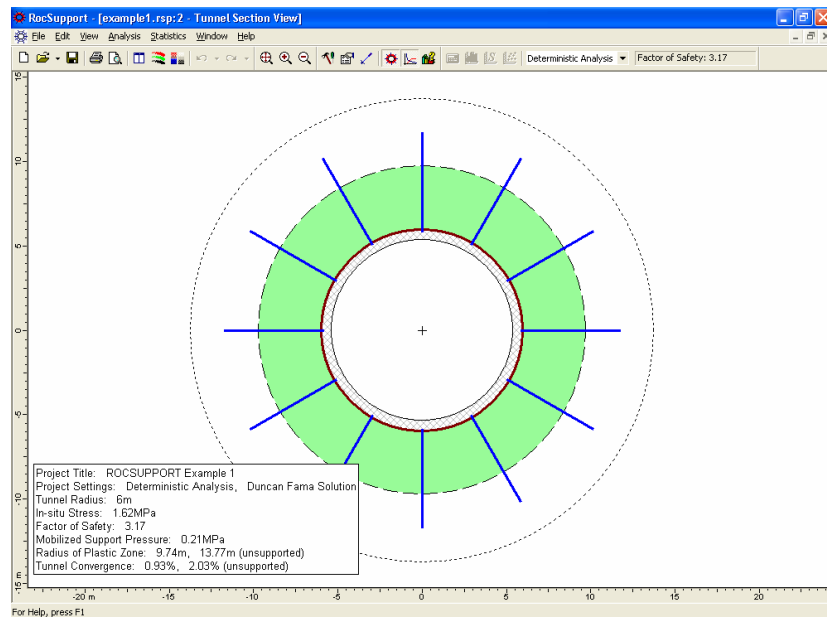 RocSupport - [example1.rsp:2 - Tunnel Section View]
File Edit View Analysis Statistics Window Help
Deterministic Analysis Factor of Safety: 3.17
15
10
5
0
-5
-10
-15 m
Project Title: ROCSUPPORT Example 1
Project Settings: Deterministic Analysis, Duncan Fama Solution
Tunnel Radius: 6m
In-situ Stress: 1.62MPa
Factor of Safety: 3.17
Mobilized Support Pressure: 0.21MPa
Radius of Plastic Zone: 9.74m, 13.77m (unsupported)
Tunnel Convergence: 0.93%, 2.03% (unsupported)
-20 m -15 -10 -5 0 5 10 15 20
For Help, press F1